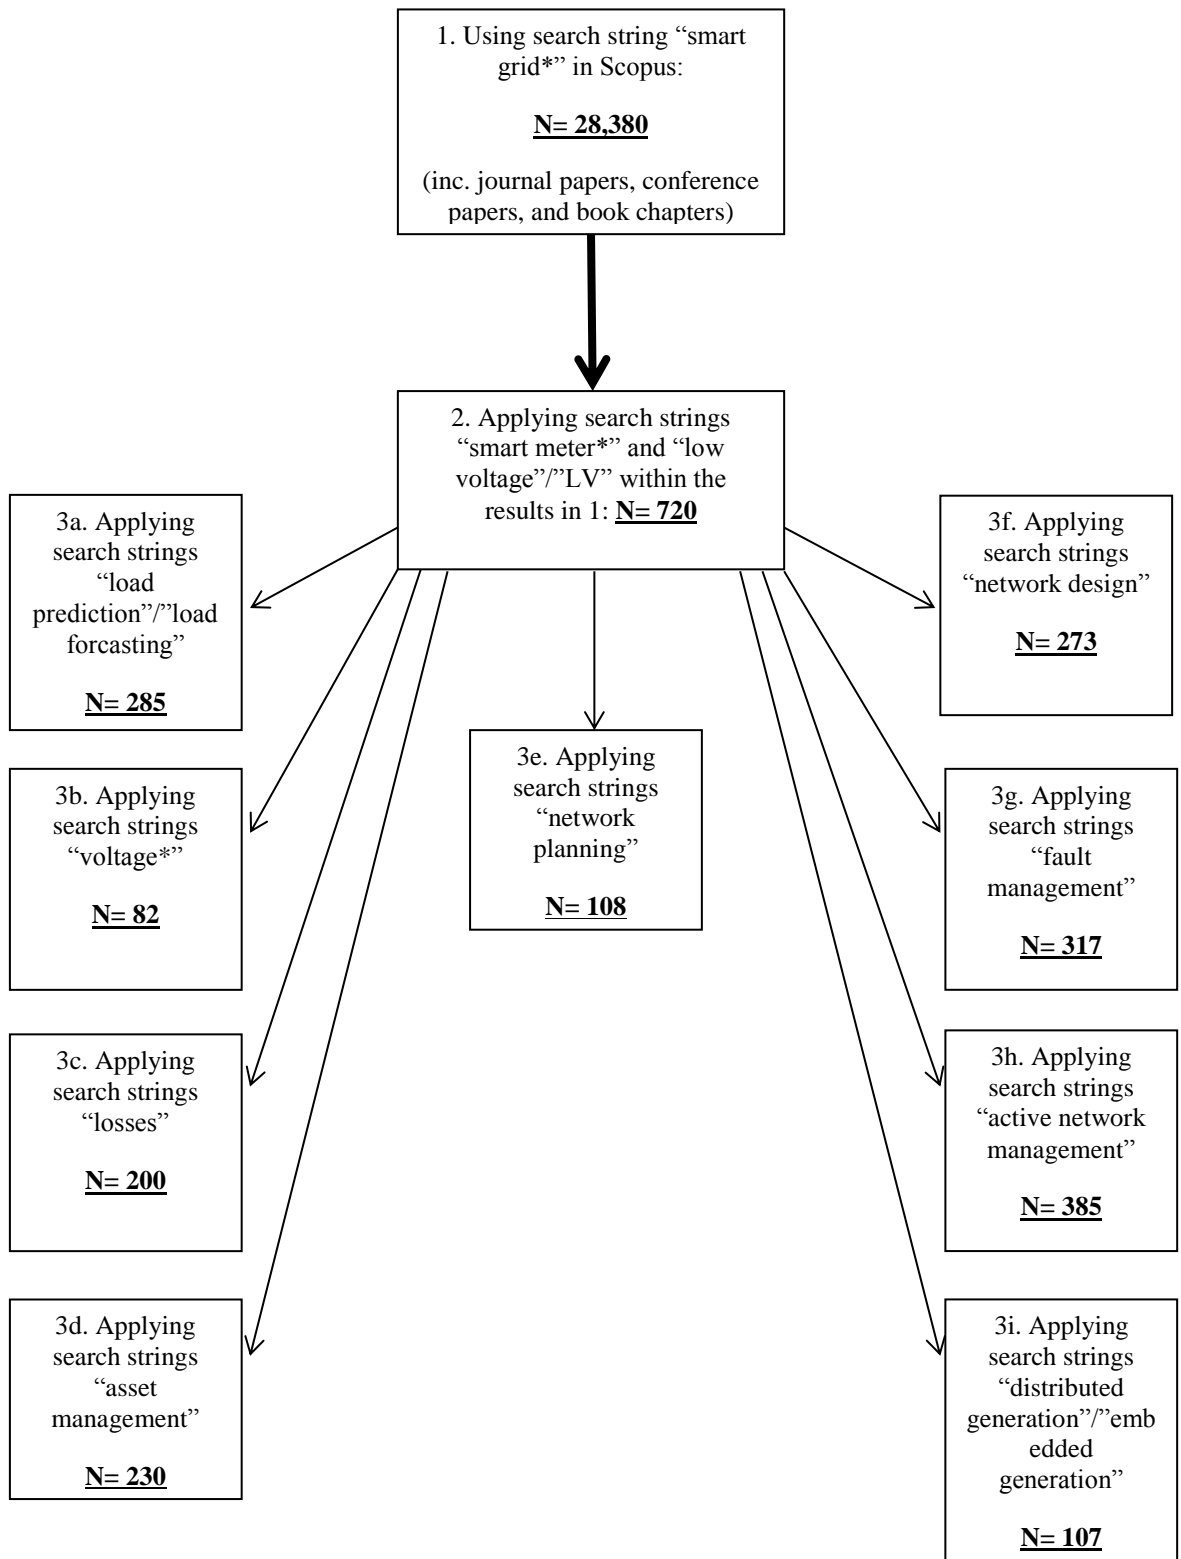 1. Using search string “smart
grid*” in Scopus:
N= 28,380
(inc. journal papers, conference
papers, and book chapters)
2. Applying search strings
“smart meter*” and “low
voltage”/”LV” within the
results in 1: N= 720
3a. Applying
search strings
“load
prediction”/”load
forcasting”
N= 285
3b. Applying
search strings
“voltage*”
N= 82
3c. Applying
search strings
“losses”
N= 200
3d. Applying
search strings
“asset
management”
N= 230
3e. Applying
search strings
“network
planning”
N= 108
3f. Applying
search strings
“network design”
N= 273
3g. Applying
search strings
“fault
management”
N= 317
3h. Applying
search strings
“active network
management”
N= 385
3i. Applying
search strings
“distributed
generation”/”emb
edded
generation”
N= 107